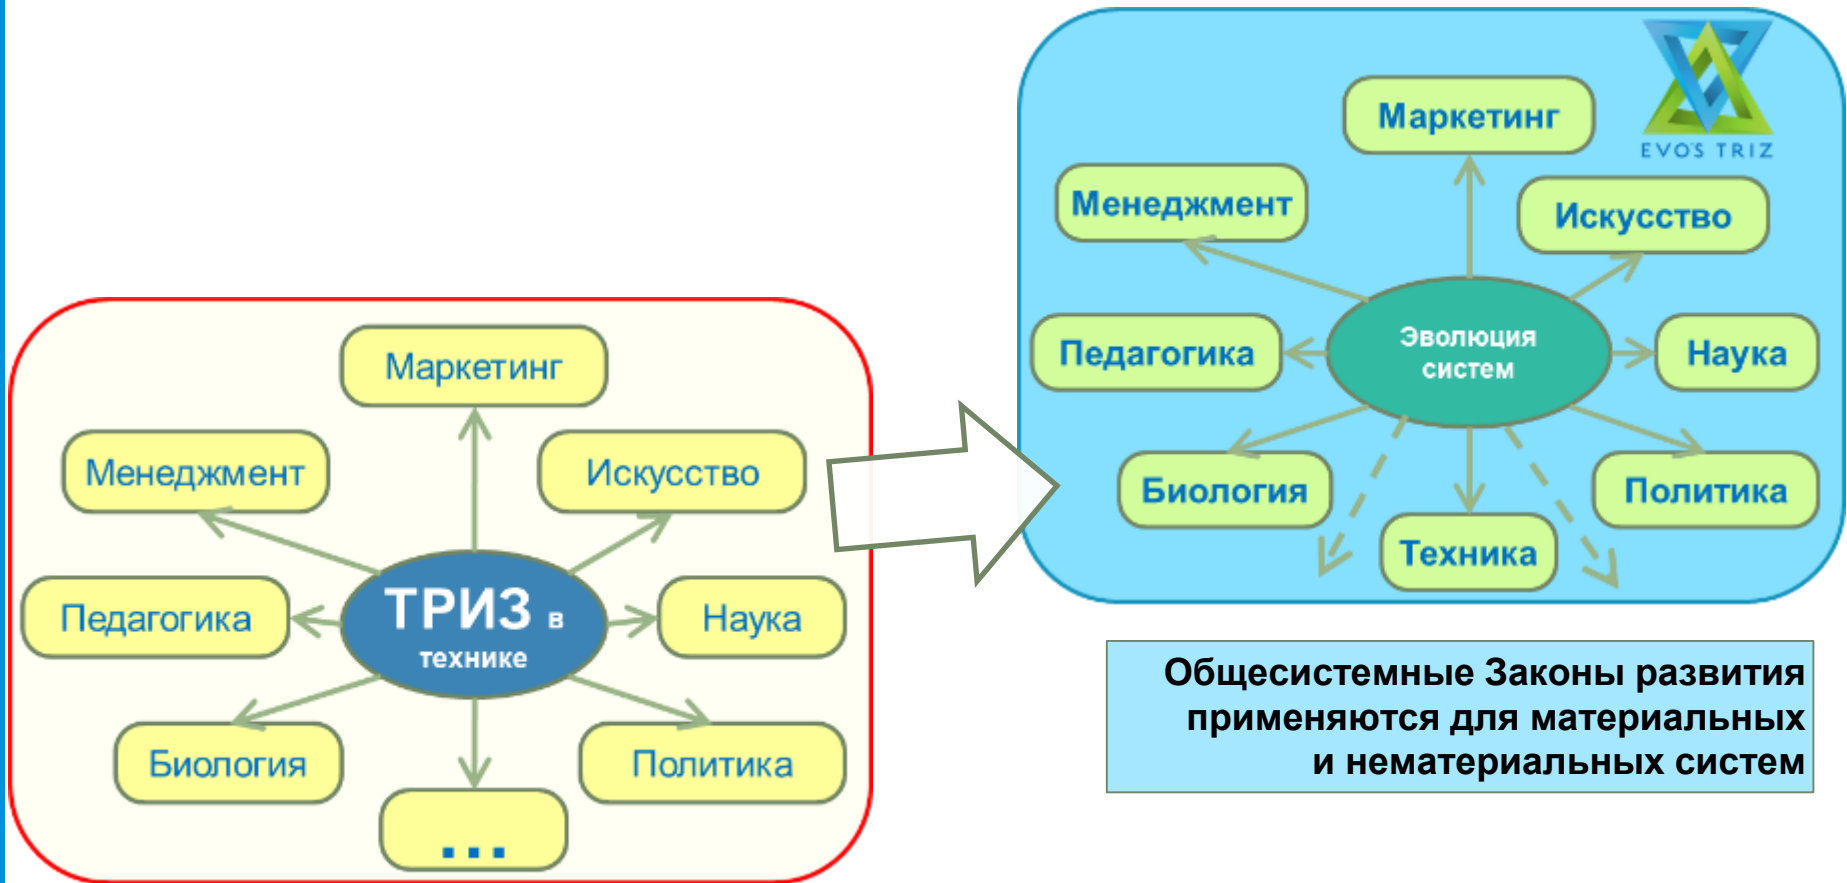 Маркетинг
Менеджмент
Искусство
Педагогика
ТРИЗ в
технике
Наука
Биология
Политика
...
EVO'S TRIZ
Маркетинг
Менеджмент
Искусство
Педагогика
Эволюция
систем
Наука
Биология
Политика
Техника
Общесистемные Законы развития
применяются для материальных
и нематериальных систем